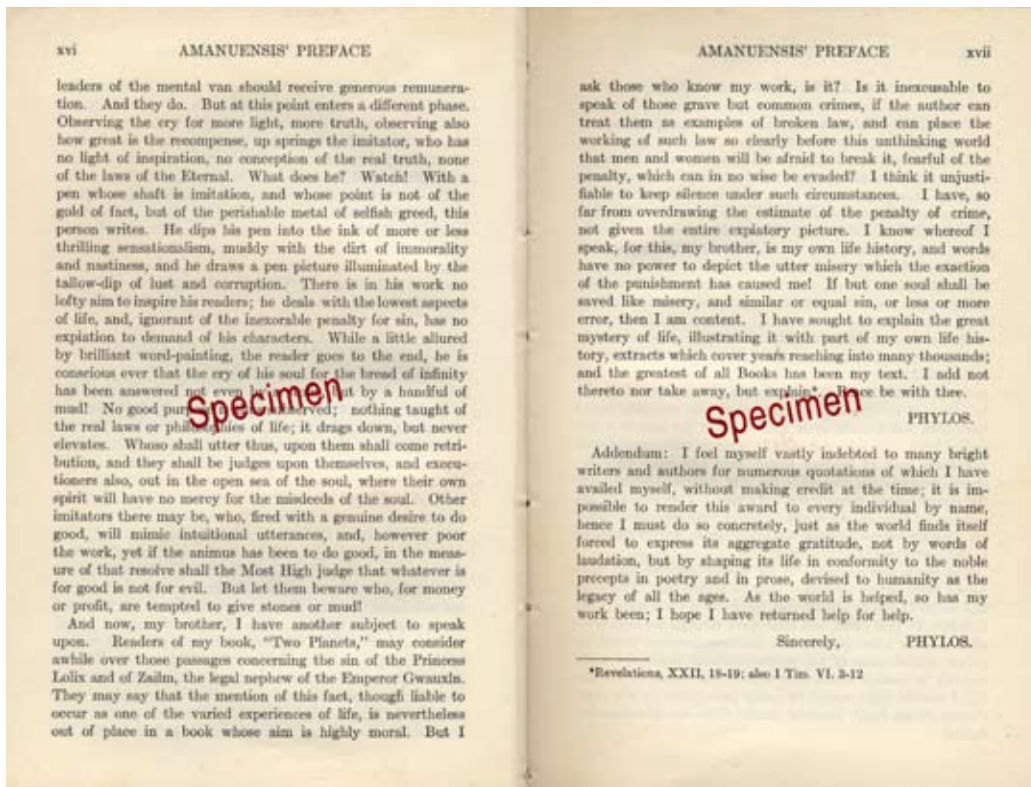 xvi AMANUENSIS' PREFACE
leaders of the mental van should receive generous remunera-
tion. And they do. But at this point enters a different phase.
Observing the cry for more light, more truth, observing also
how great is the recompense, up springs the imitator, who has
no light of inspiration, no conception of the real truth, none
of the laws of the Eternal. What does he? Watch! With a
pen whose shaft is imitation, and whose point is not of the
gold of fact, but of the perishable metal of selfish greed, this
person writes. He dips his pen into the ink of more or less
thrilling sensationalism, muddy with the dirt of immorality
and nastiness, and he draws a pen picture illuminated by the
tallow-dip of lust and corruption. There is in his work no
lofty aim to inspire his readers; he deals with the lowest aspects
of life, and, ignorant of the inexorable penalty for sin, has no
expiation to demand of his characters. While a little allured
by brilliant word-painting, the reader goes to the end, he is
conscious ever that the cry of his soul for the bread of infinity
has been answered not even by but by a handful of
mud! No good served; nothing taught of
the real laws or philosophies of life; it drags down, but never
elevates. Whoso shall utter thus, upon them shall come retri-
bution, and they shall be judges upon themselves, and execu-
tioners also, out in the open sea of the soul, where their own
spirit will have no mercy for the misdeeds of the soul. Other
imitators there may be, who, fired with a genuine desire to do
good, will mimic intuitional utterances, and, however poor
the work, yet if the animus has been to do good, in the meas-
ure of that resolve shall the Most High judge that whatever is
for good is not for evil. But let them beware who, for money
or profit, are tempted to give stones or mud!
And now, my brother, I have another subject to speak
upon. Readers of my book, "Two Planets," may consider
awhile over those passages concerning the sin of the Princess
Lolix and of Zailm, the legal nephew of the Emperor Gwauxln.
They may say that the mention of this fact, though liable to
occur as one of the varied experiences of life, is nevertheless
out of place in a book whose aim is highly moral. But I
Specimen
AMANUENSIS' PREFACE xvii
ask those who know my work, is it? Is it inexcusable to
speak of those grave but common crimes, if the author can
treat them as examples of broken law, and can place the
working of such law so clearly before this unthinking world
that men and women will be afraid to break it, fearful of the
penalty, which can in no wise be evaded? I think it unjusti-
fiable to keep silence under such circumstances. I have, so
far from overdrawing the estimate of the penalty of crime,
not given the entire expiatory picture. I know whereof I
speak, for this, my brother, is my own life history, and words
have no power to depict the utter misery which the exaction
of the punishment has caused me! If but one soul shall be
saved like misery, and similar or equal sin, or less or more
error, then I am content. I have sought to explain the great
mystery of life, illustrating it with part of my own life his-
tory, extracts which cover years reaching into many thousands;
and the greatest of all Books has been my text. I add not
thereto nor take away, but explain*. Peace be with thee.
PHYLOS.
Specimen
Addendum: I feel myself vastly indebted to many bright
writers and authors for numerous quotations of which I have
availed myself, without making credit at the time; it is im-
possible to render this award to every individual by name,
hence I must do so concretely, just as the world finds itself
forced to express its aggregate gratitude, not by words of
laudation, but by shaping its life in conformity to the noble
precepts in poetry and in prose, devised to humanity as the
legacy of all the ages. As the world is helped, so has my
work been; I hope I have returned help for help.
Sincerely, PHYLOS.
*Revelations, XXII, 18-19; also 1 Tim. VI. 3-12